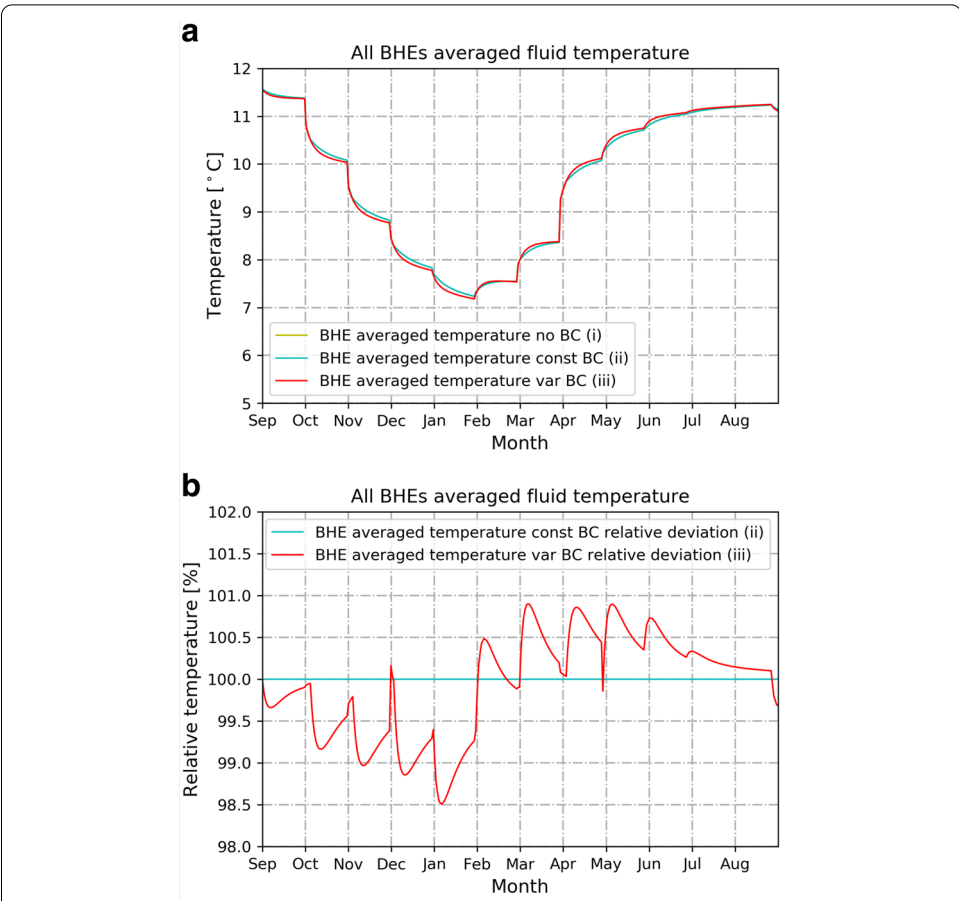 a
All BHEs averaged fluid temperature
12
11
10
9
8
7
6
5
Temperature [ °C]
BHE averaged temperature no BC (i)
BHE averaged temperature const BC (ii)
BHE averaged temperature var BC (iii)
Sep Oct Nov Dec Jan Feb Mar Apr May Jun Jul Aug
Month
b
All BHEs averaged fluid temperature
102.0
101.5
101.0
100.5
100.0
99.5
99.0
98.5
98.0
Relative temperature [%]
BHE averaged temperature const BC relative deviation (ii)
BHE averaged temperature var BC relative deviation (iii)
Sep Oct Nov Dec Jan Feb Mar Apr May Jun Jul Aug
Month